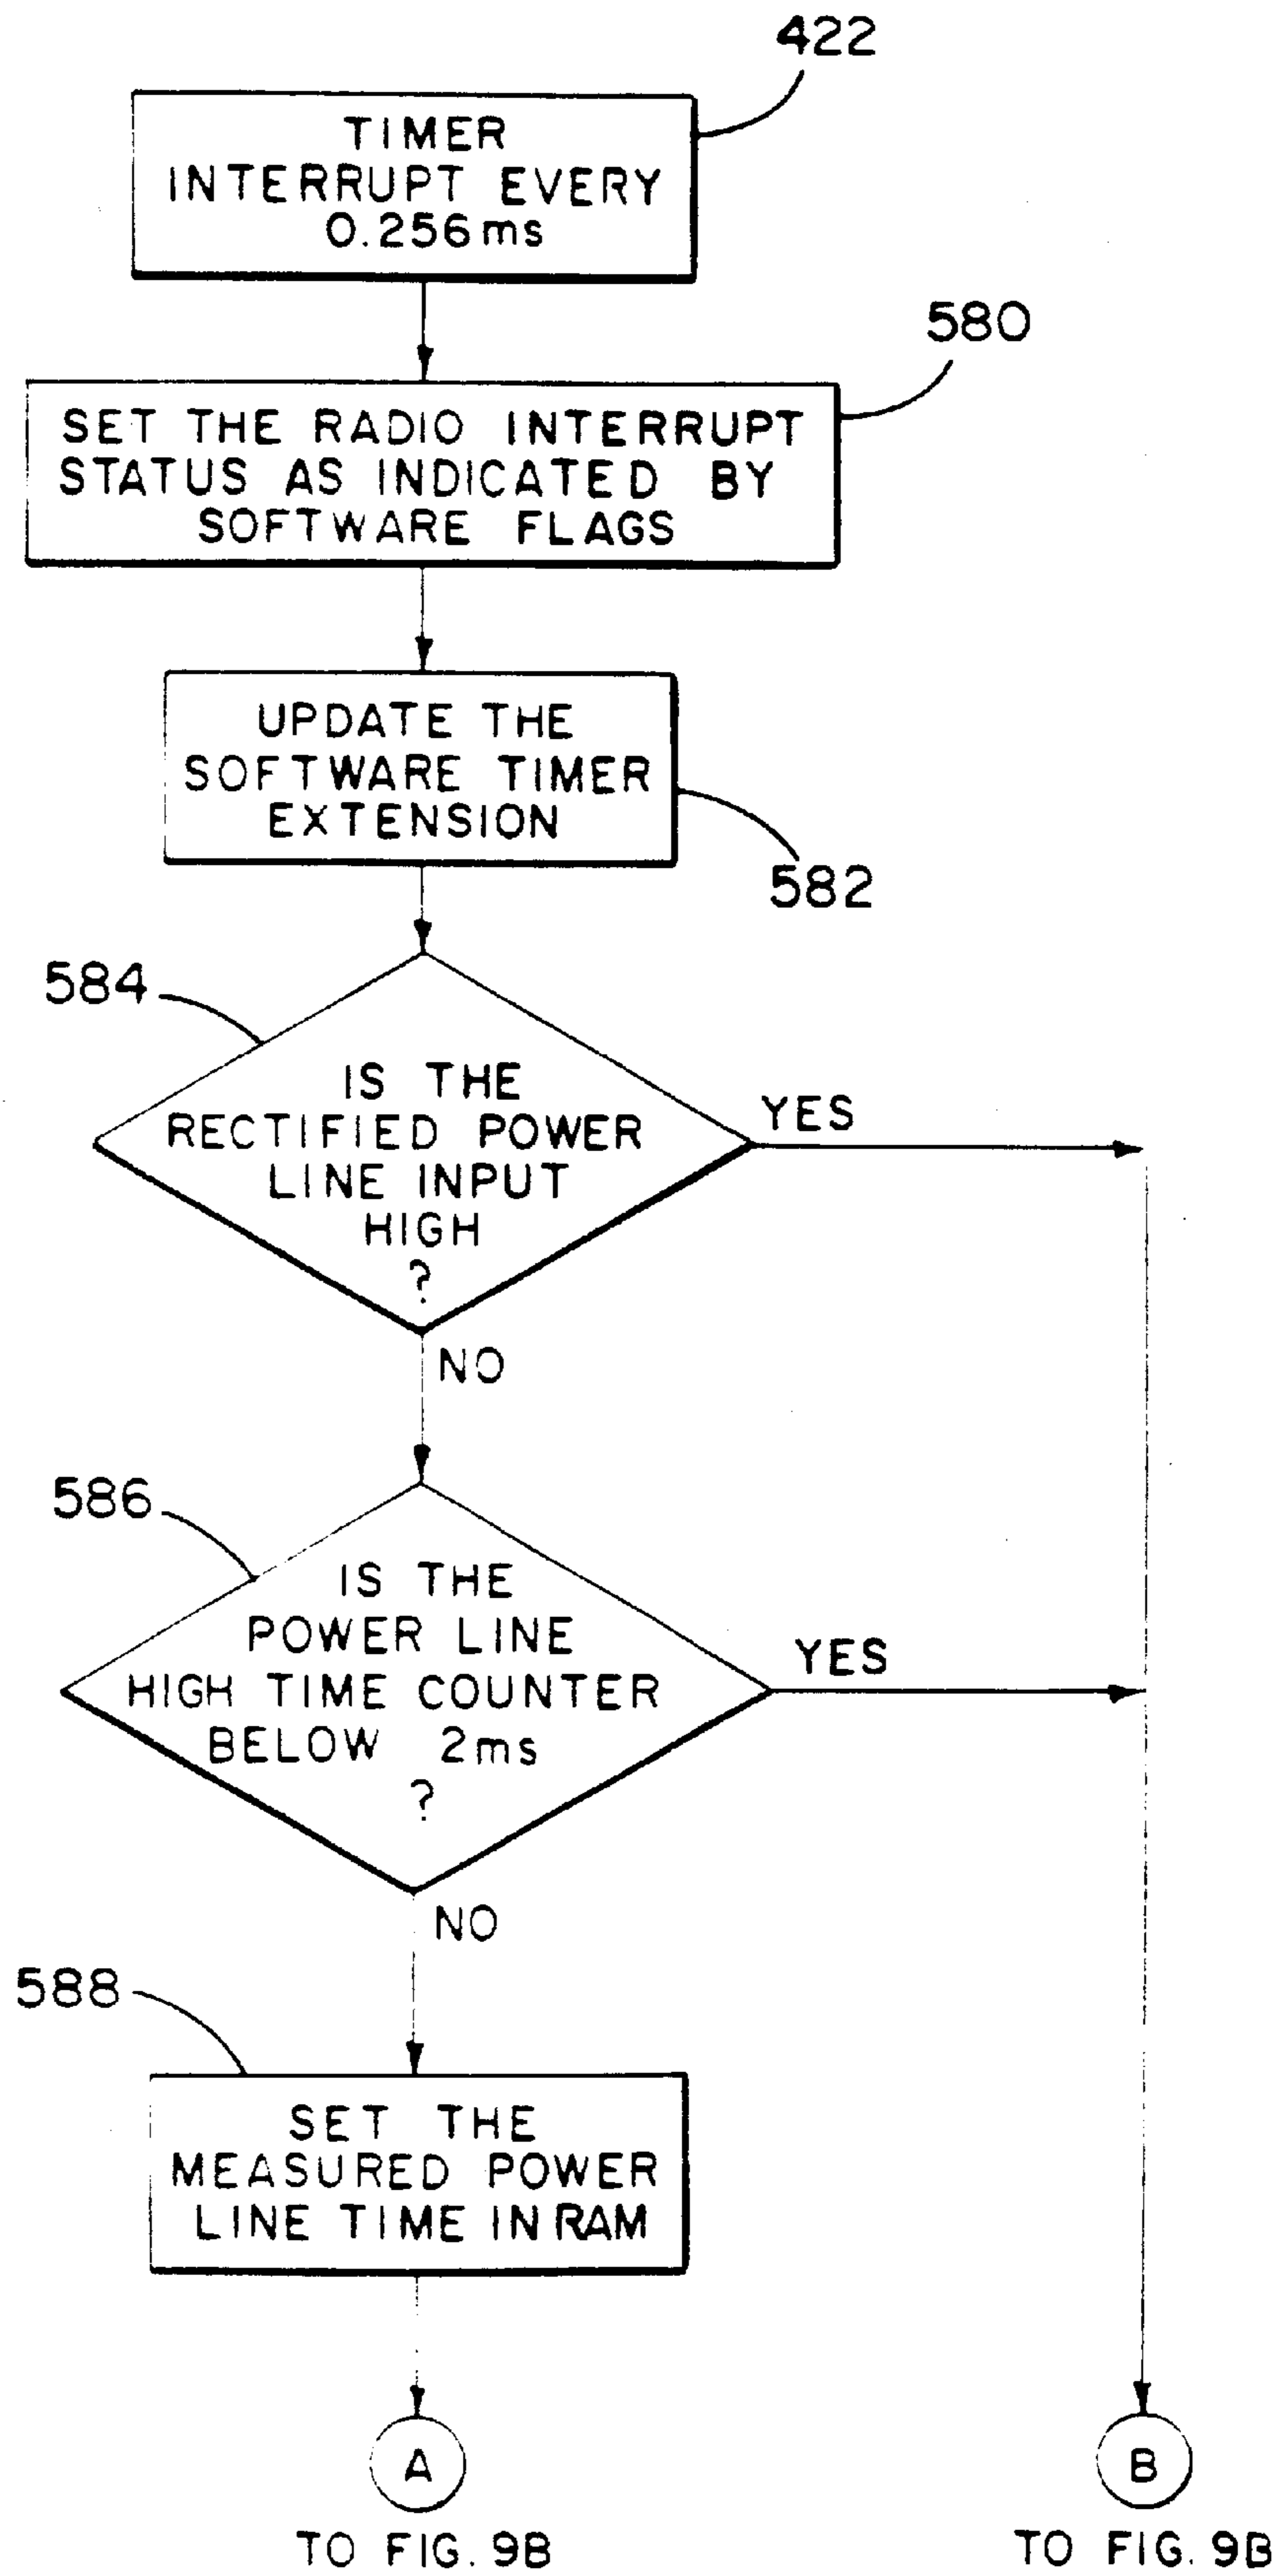 422
TIMER
INTERRUPT EVERY
0.256ms
580
SET THE RADIO INTERRUPT
STATUS AS INDICATED BY
SOFTWARE FLAGS
UPDATE THE
SOFTWARE TIMER
EXTENSION
582
584
IS THE
RECTIFIED POWER
LINE INPUT
HIGH
?
YES
NO
586
IS THE
POWER LINE
HIGH TIME COUNTER
BELOW 2ms
?
YES
NO
588
SET THE
MEASURED POWER
LINE TIME IN RAM
A
B
TO FIG. 9B
TO FIG. 9B